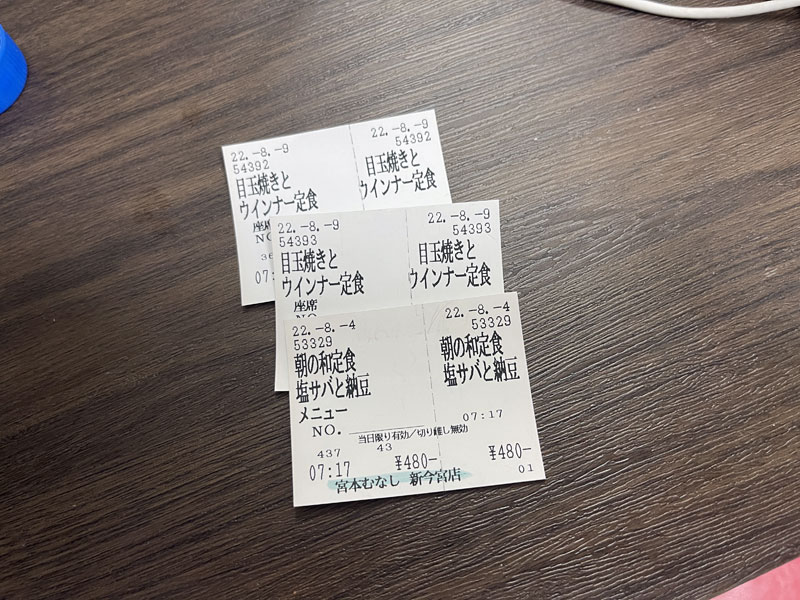 22.-8.-9
54392
目玉焼きと
ウインナー定食
座席
22.-8.-9
54392
目玉焼きと
ウインナー定食
22.-8.-9
54393
目玉焼きと
ウインナー定食
座席
22.-8.-9
54393
目玉焼きと
ウインナー定食
22.-8.-4
53329
朝の和定食
塩サバと納豆
メニュー
NO.
22.-8.-4
53329
朝の和定食
塩サバと納豆
07:17
当日限り有効/切り離し無効
437
43
07:17 ¥480-
¥480-
01
宮本むなし 新今宮店